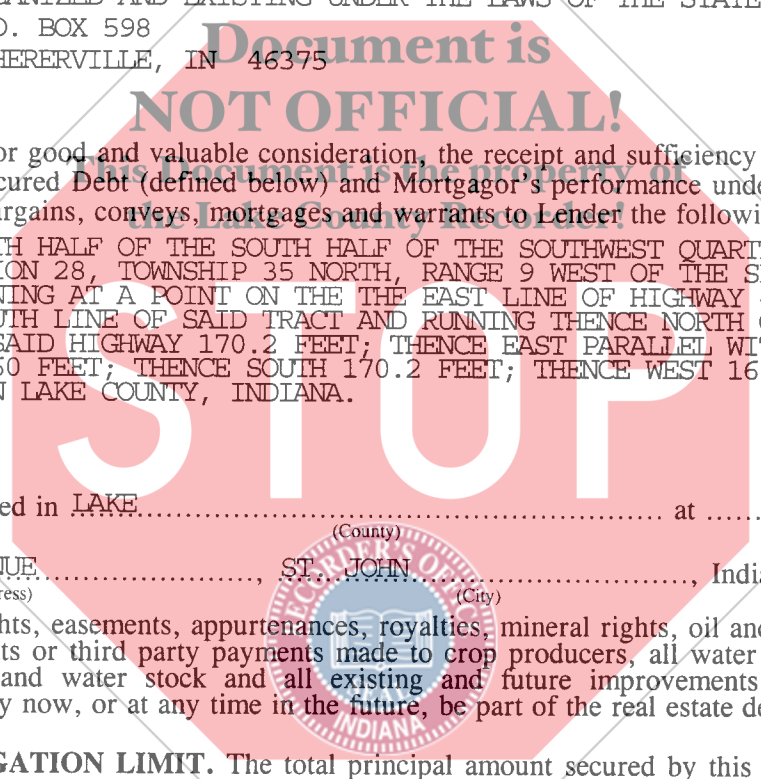 ANIZED AND EXISTING UNDER THE LAWS OF THE STATE
O. BOX 598
HERERVILLE, IN 46375
Document is
NOT OFFICIAL!
This Document is the property of
the Lake County Recorder!
or good and valuable consideration, the receipt and sufficiency
cured Debt (defined below) and Mortgagor's performance unde
argains, conveys, mortgages and warrants to Lender the followi
TH HALF OF THE SOUTH HALF OF THE SOUTHWEST QUART
ION 28, TOWNSHIP 35 NORTH, RANGE 9 WEST OF THE S
NING AT A POINT ON THE THE EAST LINE OF HIGHWAY
UTH LINE OF SAID TRACT AND RUNNING THENCE NORTH
SAID HIGHWAY 170.2 FEET; THENCE EAST PARALLEL WIT
60 FEET; THENCE SOUTH 170.2 FEET; THENCE WEST 16
N LAKE COUNTY, INDIANA.
STOP
ed in LAKE at
(County)
NUE, ST. JOHN, India
ress) (City)
RECORDER'S OFFICE
SEAL
INDIANA
hts, easements, appurtenances, royalties, mineral rights, oil and
ts or third party payments made to crop producers, all water
and water stock and all existing and future improvements
y now, or at any time in the future, be part of the real estate de
GATION LIMIT. The total principal amount secured by this